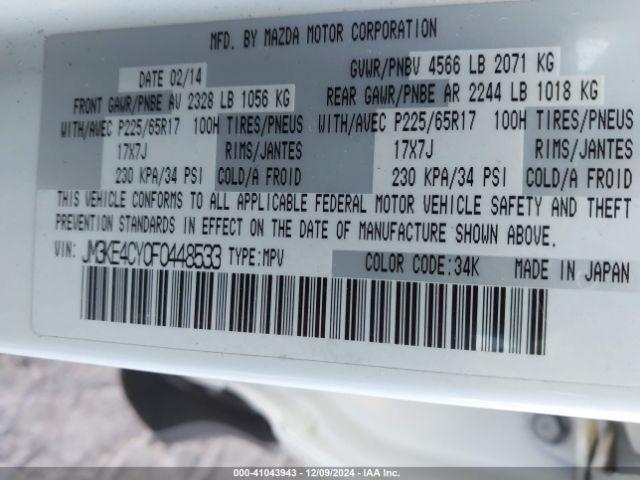 MFD. BY MAZDA MOTOR CORPORATION
DATE 02/14 GVWR/PNBV 4566 LB 2071 KG
FRONT GAWR/PNBE AV 2328 LB 1056 KG REAR GAWR/PNBE AR 2244 LB 1018 KG
WITH/AVEC P225/65R17 100H TIRES/PNEUS WITH/AVEC P225/65R17 100H TIRES/PNEUS
17X7J RIMS/JANTES 17X7J RIMS/JANTES
230 KPA/34 PSI COLD/A FROID 230 KPA/34 PSI COLD/A FROID
THIS VEHICLE CONFORMS TO ALL APPLICABLE FEDERAL MOTOR VEHICLE SAFETY AND THEFT
PREVENTION STANDARDS IN EFFECT ON THE DATE OF MANUFACTURE SHOWN ABOVE.
VIN: JM3KE4CY0F0448533 TYPE:MPV
COLOR CODE:34K MADE IN JAPAN
000-41043943 - 12/09/2024 - IAA Inc.